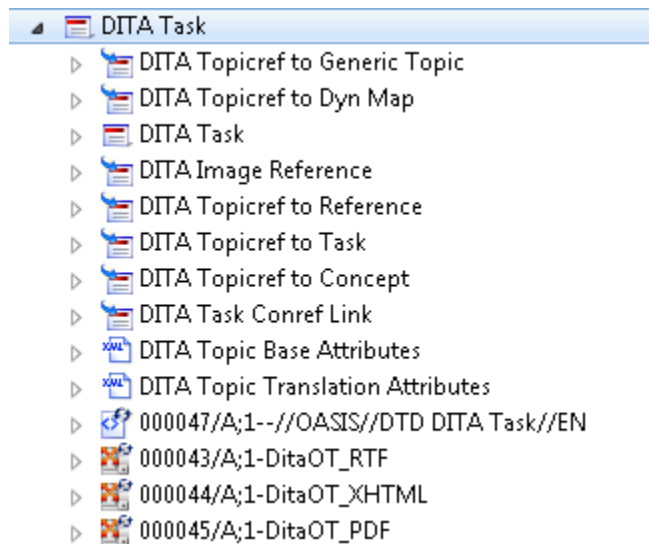 DITA Task
DITA Topicref to Generic Topic
DITA Topicref to Dyn Map
DITA Task
DITA Image Reference
DITA Topicref to Reference
DITA Topicref to Task
DITA Topicref to Concept
DITA Task Conref Link
DITA Topic Base Attributes
DITA Topic Translation Attributes
000047/A;1--//OASIS//DTD DITA Task//EN
000043/A;1-DitaOT_RTF
000044/A;1-DitaOT_XHTML
000045/A;1-DitaOT_PDF